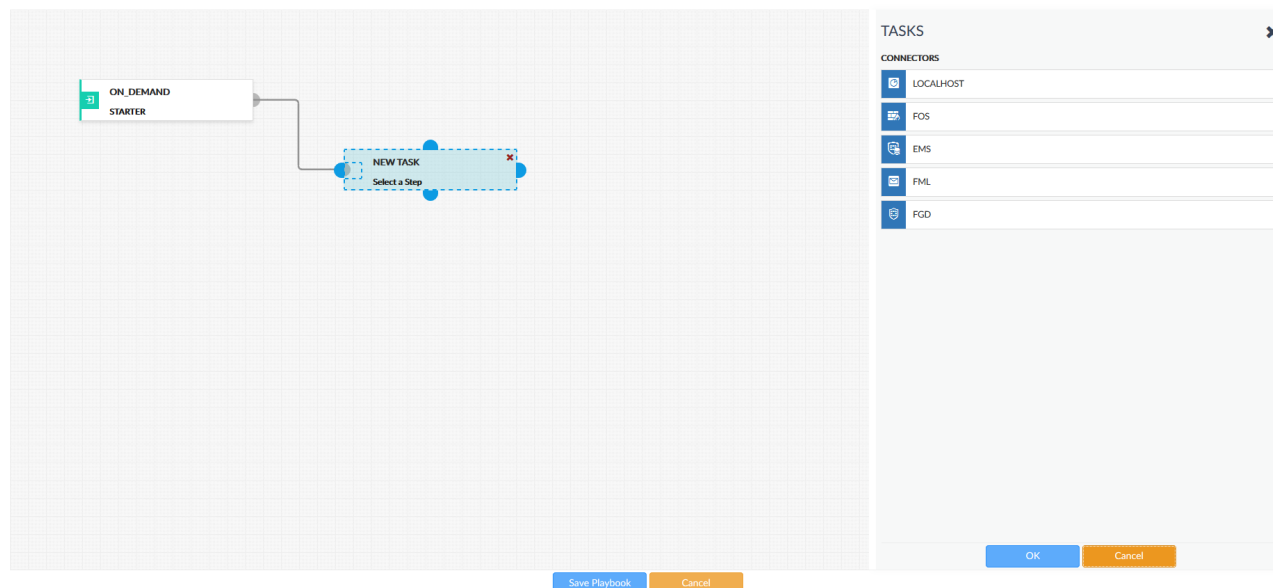 ON_DEMAND
STARTER
NEW TASK
Select a Step
TASKS
CONNECTORS
LOCALHOST
FOS
EMS
FML
FGD
OK
Cancel
Save Playbook
Cancel